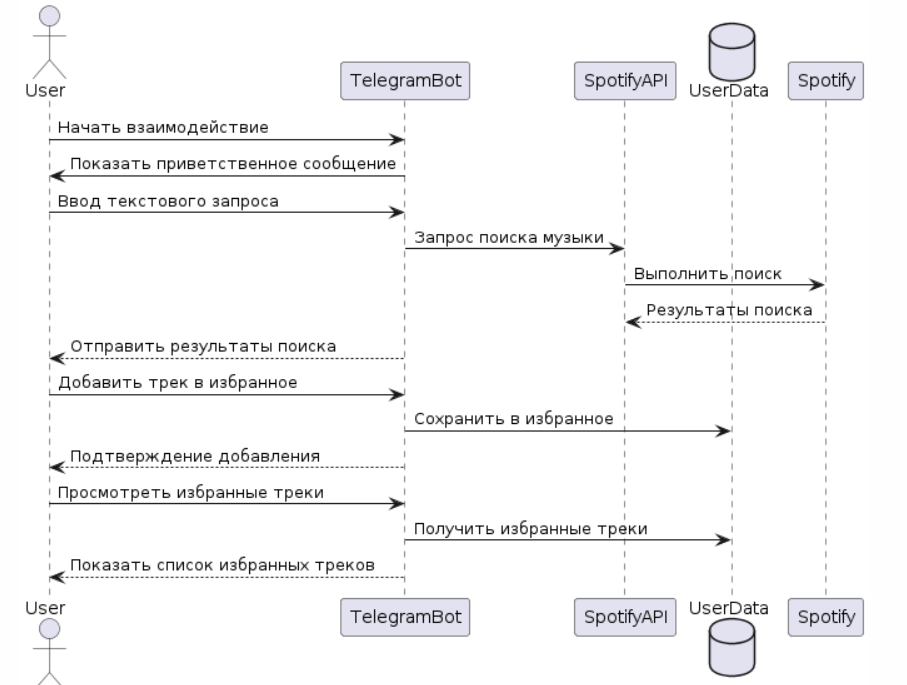 User
TelegramBot
SpotifyAPI
UserData
Spotify
Начать взаимодействие
Показать приветственное сообщение
Ввод текстового запроса
Запрос поиска музыки
Выполнить поиск
Результаты поиска
Отправить результаты поиска
Добавить трек в избранное
Сохранить в избранное
Подтверждение добавления
Просмотреть избранные треки
Получить избранные треки
Показать список избранных треков
User
TelegramBot
SpotifyAPI
UserData
Spotify